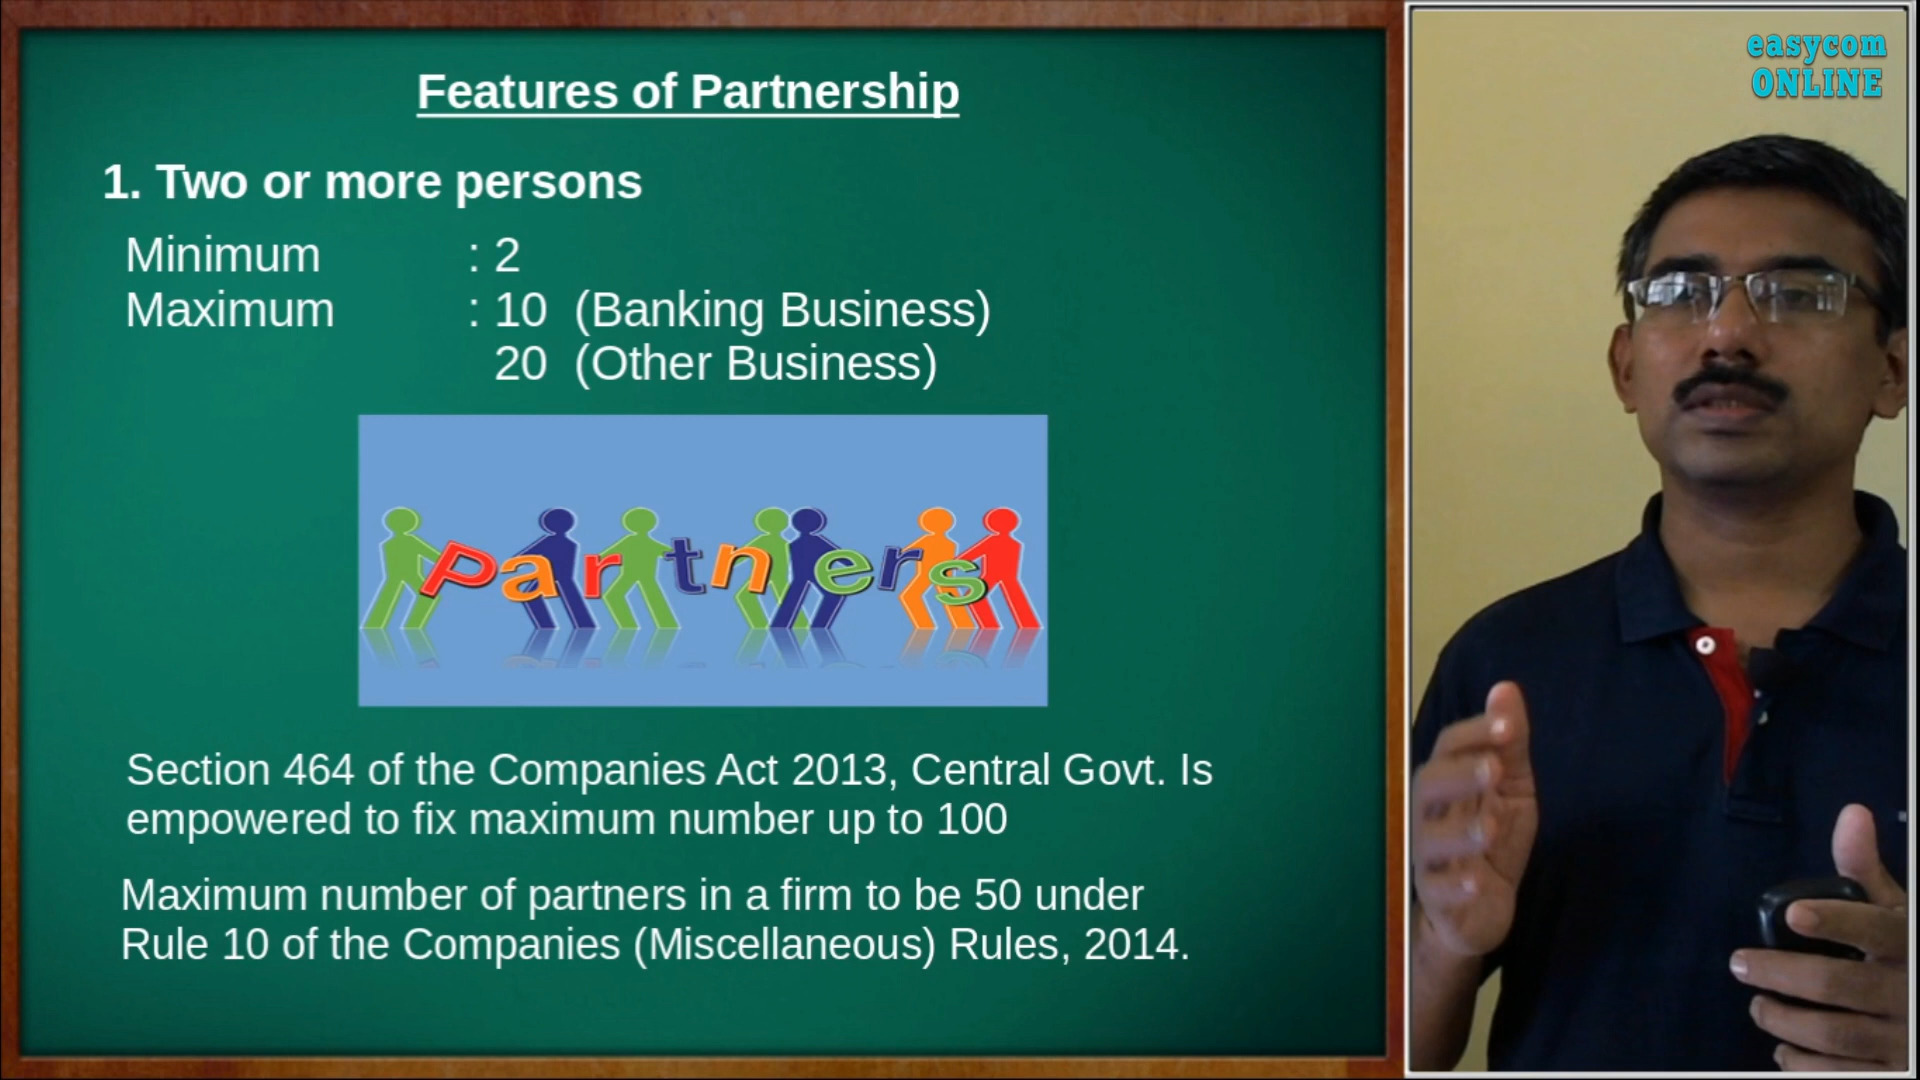 Features of Partnership
1. Two or more persons
Minimum : 2
Maximum : 10 (Banking Business)
20 (Other Business)
Partners
Section 464 of the Companies Act 2013, Central Govt. Is
empowered to fix maximum number up to 100
Maximum number of partners in a firm to be 50 under
Rule 10 of the Companies (Miscellaneous) Rules, 2014.
easycom
ONLINE